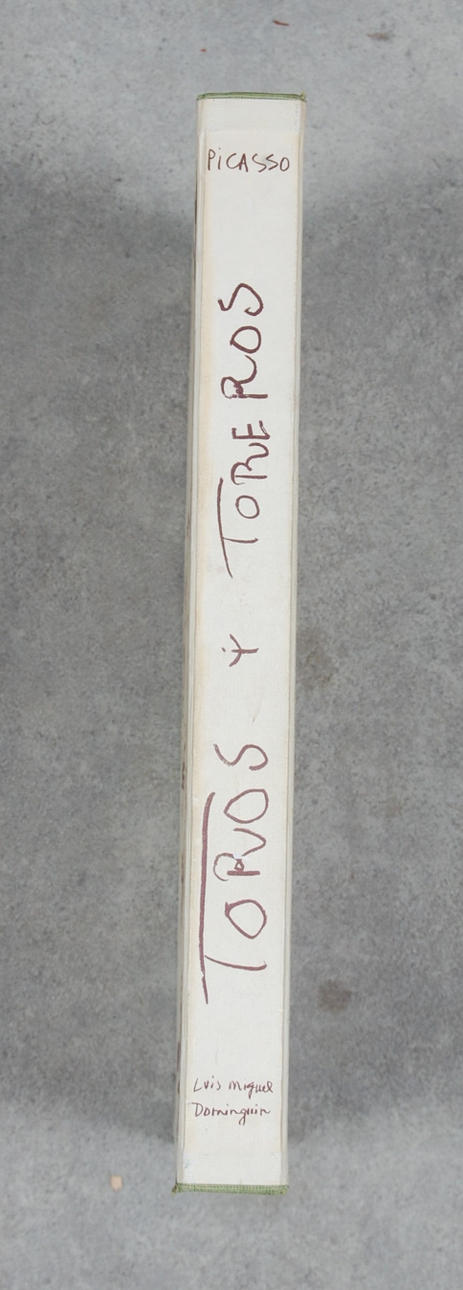 PiCASSO
TOROS Y TOREROS
Luis Miguel
Dominguin